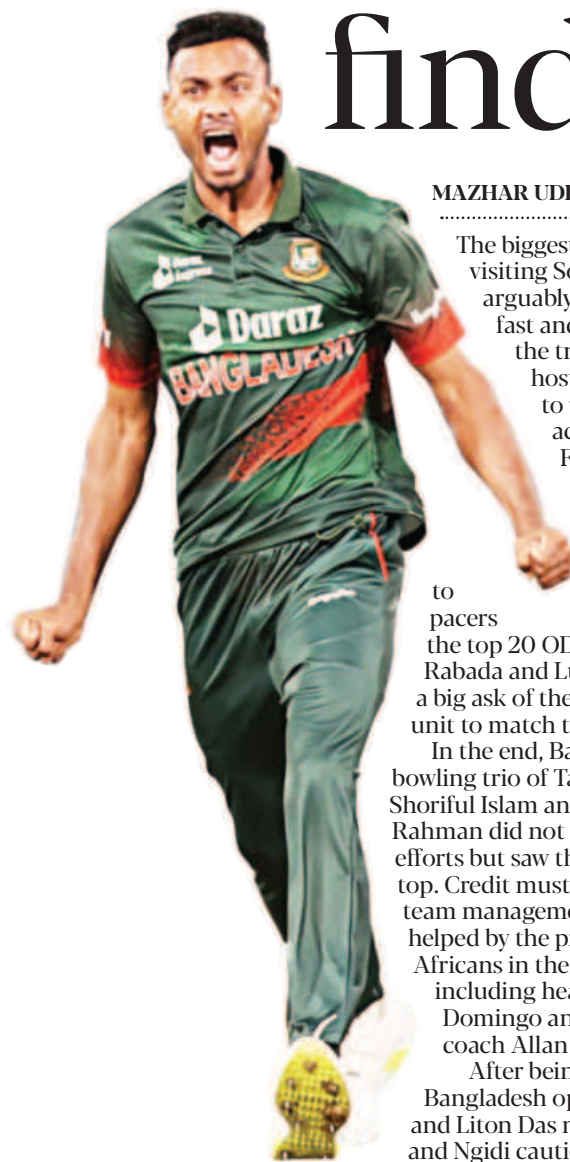 find
MAZHAR UDD
The biggest
visiting So
arguably
fast and
the tr
host
to t
ac
F
Daraz
BANGLADESH
to
pacers
the top 20 OD
Rabada and Lu
a big ask of the
unit to match t
In the end, Ba
bowling trio of Ta
Shoriful Islam an
Rahman did not
efforts but saw th
top. Credit must
team manageme
helped by the p
Africans in the
including hea
Domingo an
coach Allan
After bein
Bangladesh op
and Liton Das
and Ngidi cauti